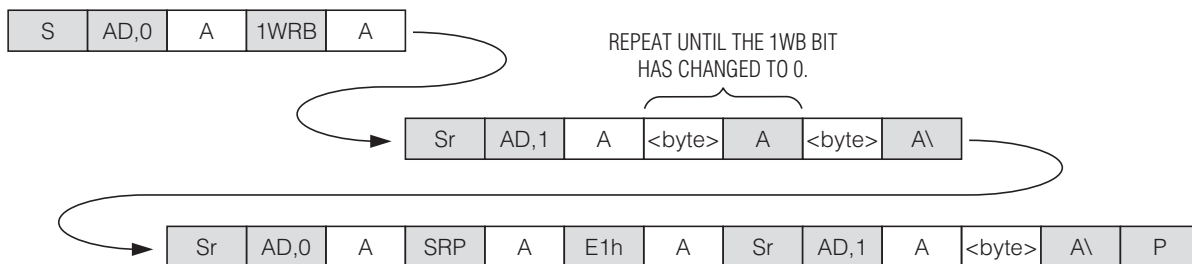 S AD,0 A 1WRB A
REPEAT UNTIL THE 1WB BIT
HAS CHANGED TO 0.
Sr AD,1 A <byte> A <byte> A\
Sr AD,0 A SRP A E1h A Sr AD,1 A <byte> A\ P